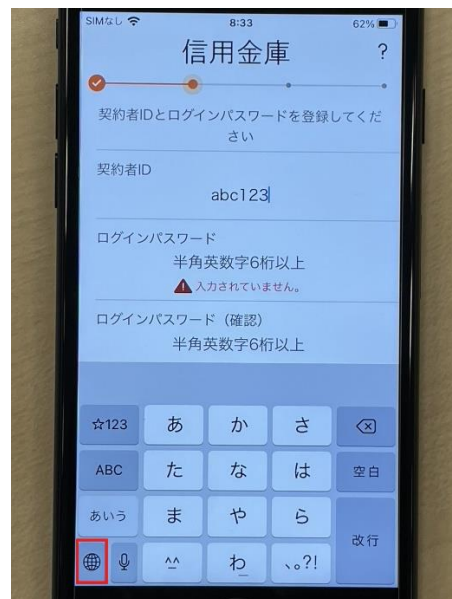 SIMなし 8:33 62%
信用金庫 ?
契約者IDとログインパスワードを登録してくだ
さい
契約者ID
abc123
ログインパスワード
半角英数字6桁以上
入力されていません。
ログインパスワード（確認）
半角英数字6桁以上
☆123 あ か さ
ABC た な は 空白
あいう ま や ら
^^ わ 、。?! 改行